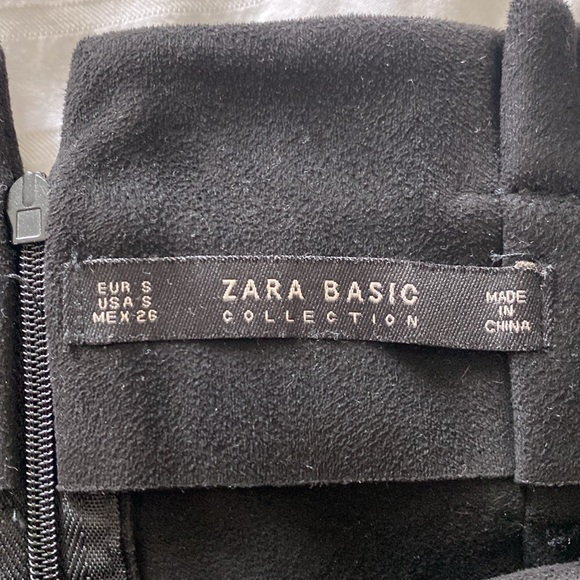 EUR S
USA S
MEX 26
ZARA BASIC
COLLECTION
MADE
IN
CHINA